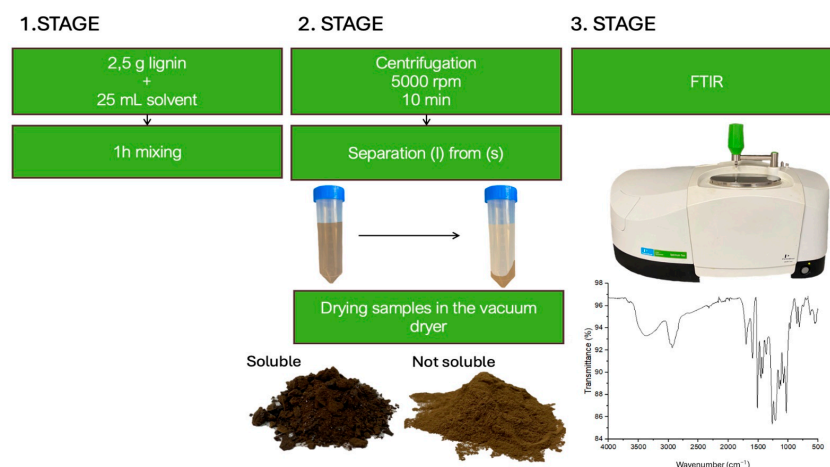 1.STAGE
2,5 g lignin
+
25 mL solvent
1h mixing
2. STAGE
Centrifugation
5000 rpm
10 min
Separation (l) from (s)
Drying samples in the vacuum
dryer
Soluble
Not soluble
3. STAGE
FTIR
Transmittance (%)
98
96
94
92
90
88
86
84
4000
3500
3000
2500
2000
1500
1000
500
Wavenumber (cm⁻¹)